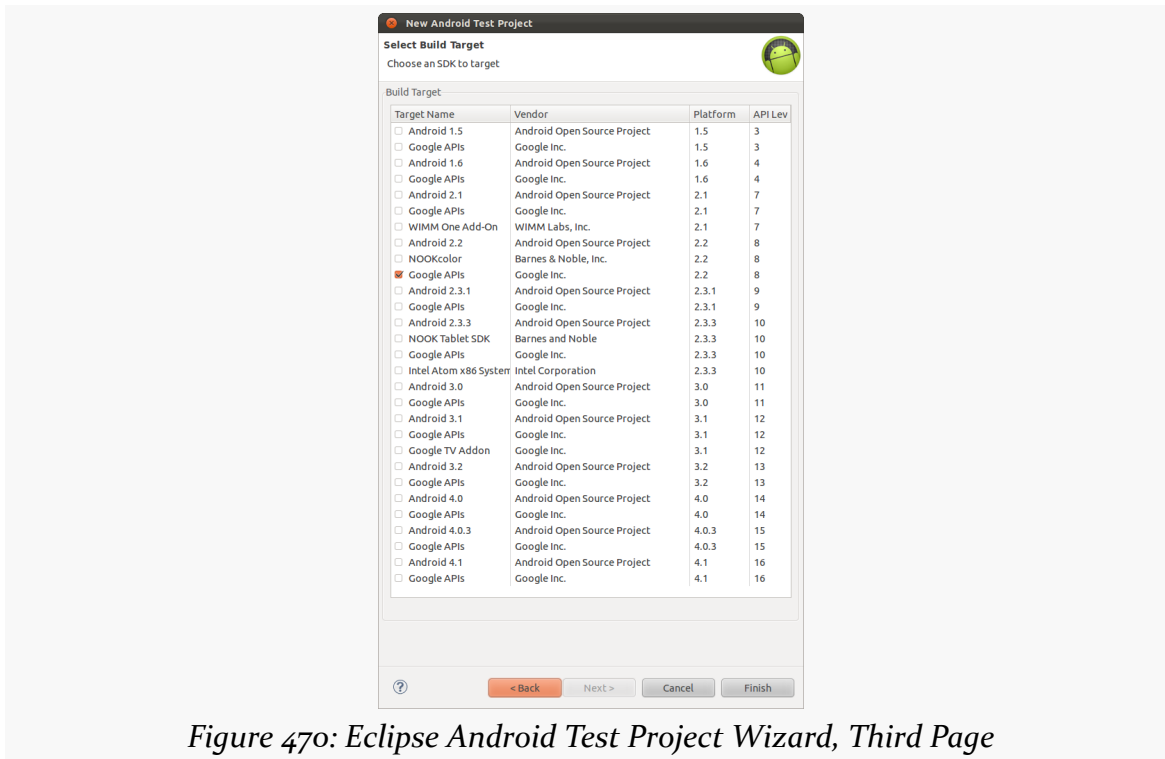 New Android Test Project
Select Build Target
Choose an SDK to target
Build Target
Target Name Vendor Platform API Lev
Android 1.5 Android Open Source Project 1.5 3
Google APIs Google Inc. 1.5 3
Android 1.6 Android Open Source Project 1.6 4
Google APIs Google Inc. 1.6 4
Android 2.1 Android Open Source Project 2.1 7
Google APIs Google Inc. 2.1 7
WIMM One Add-On WIMM Labs, Inc. 2.1 7
Android 2.2 Android Open Source Project 2.2 8
NOOKcolor Barnes & Noble, Inc. 2.2 8
Google APIs Google Inc. 2.2 8
Android 2.3.1 Android Open Source Project 2.3.1 9
Google APIs Google Inc. 2.3.1 9
Android 2.3.3 Android Open Source Project 2.3.3 10
NOOK Tablet SDK Barnes and Noble 2.3.3 10
Google APIs Google Inc. 2.3.3 10
Intel Atom x86 System Intel Corporation 2.3.3 10
Android 3.0 Android Open Source Project 3.0 11
Google APIs Google Inc. 3.0 11
Android 3.1 Android Open Source Project 3.1 12
Google APIs Google Inc. 3.1 12
Google TV Addon Google Inc. 3.1 12
Android 3.2 Android Open Source Project 3.2 13
Google APIs Google Inc. 3.2 13
Android 4.0 Android Open Source Project 4.0 14
Google APIs Google Inc. 4.0 14
Android 4.0.3 Android Open Source Project 4.0.3 15
Google APIs Google Inc. 4.0.3 15
Android 4.1 Android Open Source Project 4.1 16
Google APIs Google Inc. 4.1 16
? < Back Next > Cancel Finish
Figure 470: Eclipse Android Test Project Wizard, Third Page